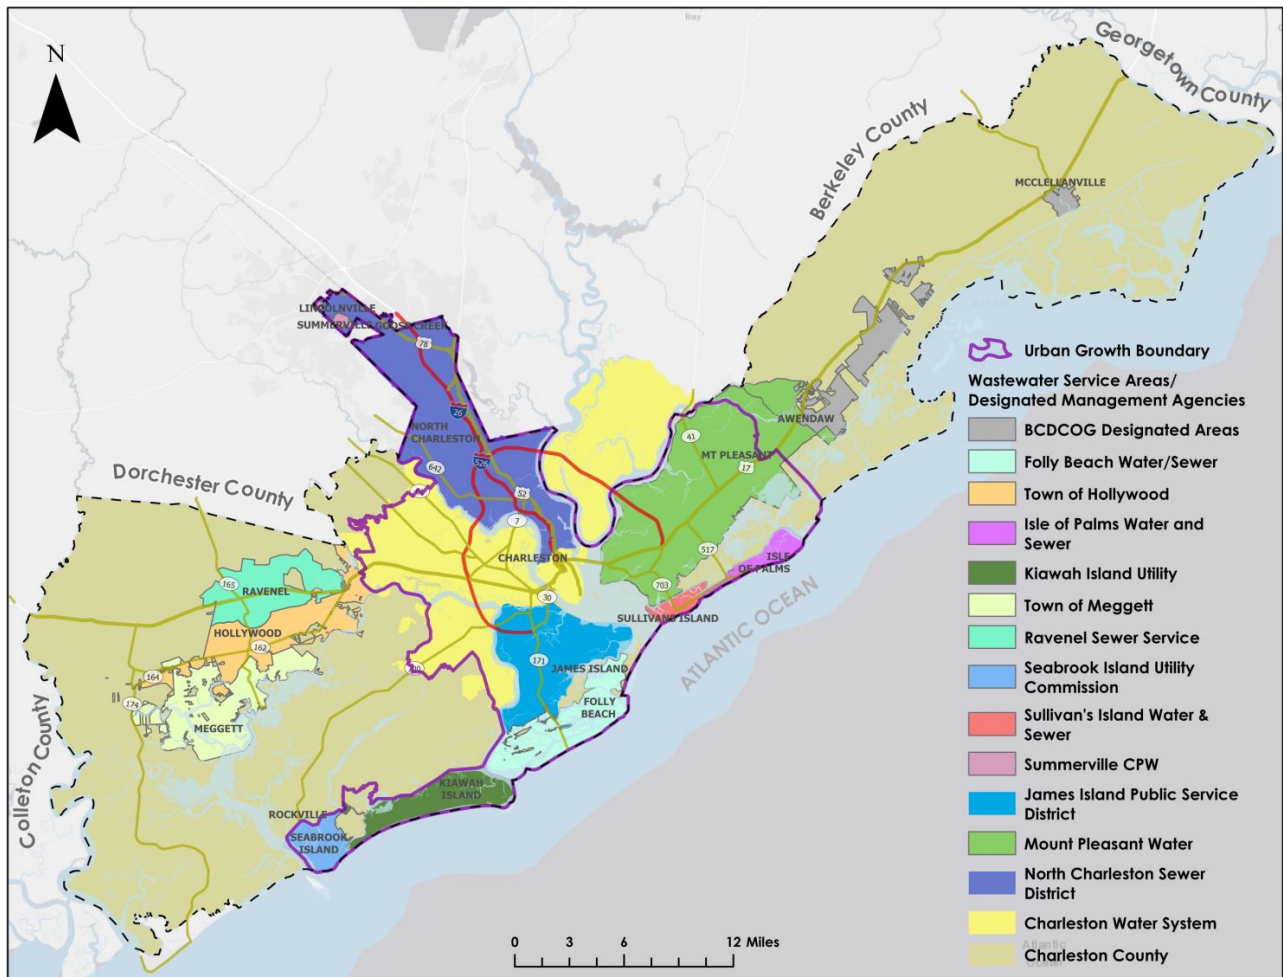 N
Bay
Georgetown County
Berkeley County
MCCLELLANVILLE
LINCOLNVILLE
SUMMERVILLE
GOOSE CREEK
78
26
NORTH
CHARLESTON
526
642
52
7
41
AWENDAW
MT PLEASANT
17
Dorchester County
CHARLESTON
517
ISLE
OF PALMS
703
30
SULLIVANS ISLAND
165
RAVENEL
HOLLYWOOD
162
164
174
MEGGETT
700
171
JAMES ISLAND
FOLLY
BEACH
ATLANTIC OCEAN
Colleton County
KIAWAH
ISLAND
ROCKVILLE
SEABROOK
ISLAND
0 3 6 12 Miles
Urban Growth Boundary
Wastewater Service Areas/
Designated Management Agencies
BCDCOG Designated Areas
Folly Beach Water/Sewer
Town of Hollywood
Isle of Palms Water and
Sewer
Kiawah Island Utility
Town of Meggett
Ravenel Sewer Service
Seabrook Island Utility
Commission
Sullivan's Island Water &
Sewer
Summerville CPW
James Island Public Service
District
Mount Pleasant Water
North Charleston Sewer
District
Charleston Water System
Charleston County
Atlantic
Ocean